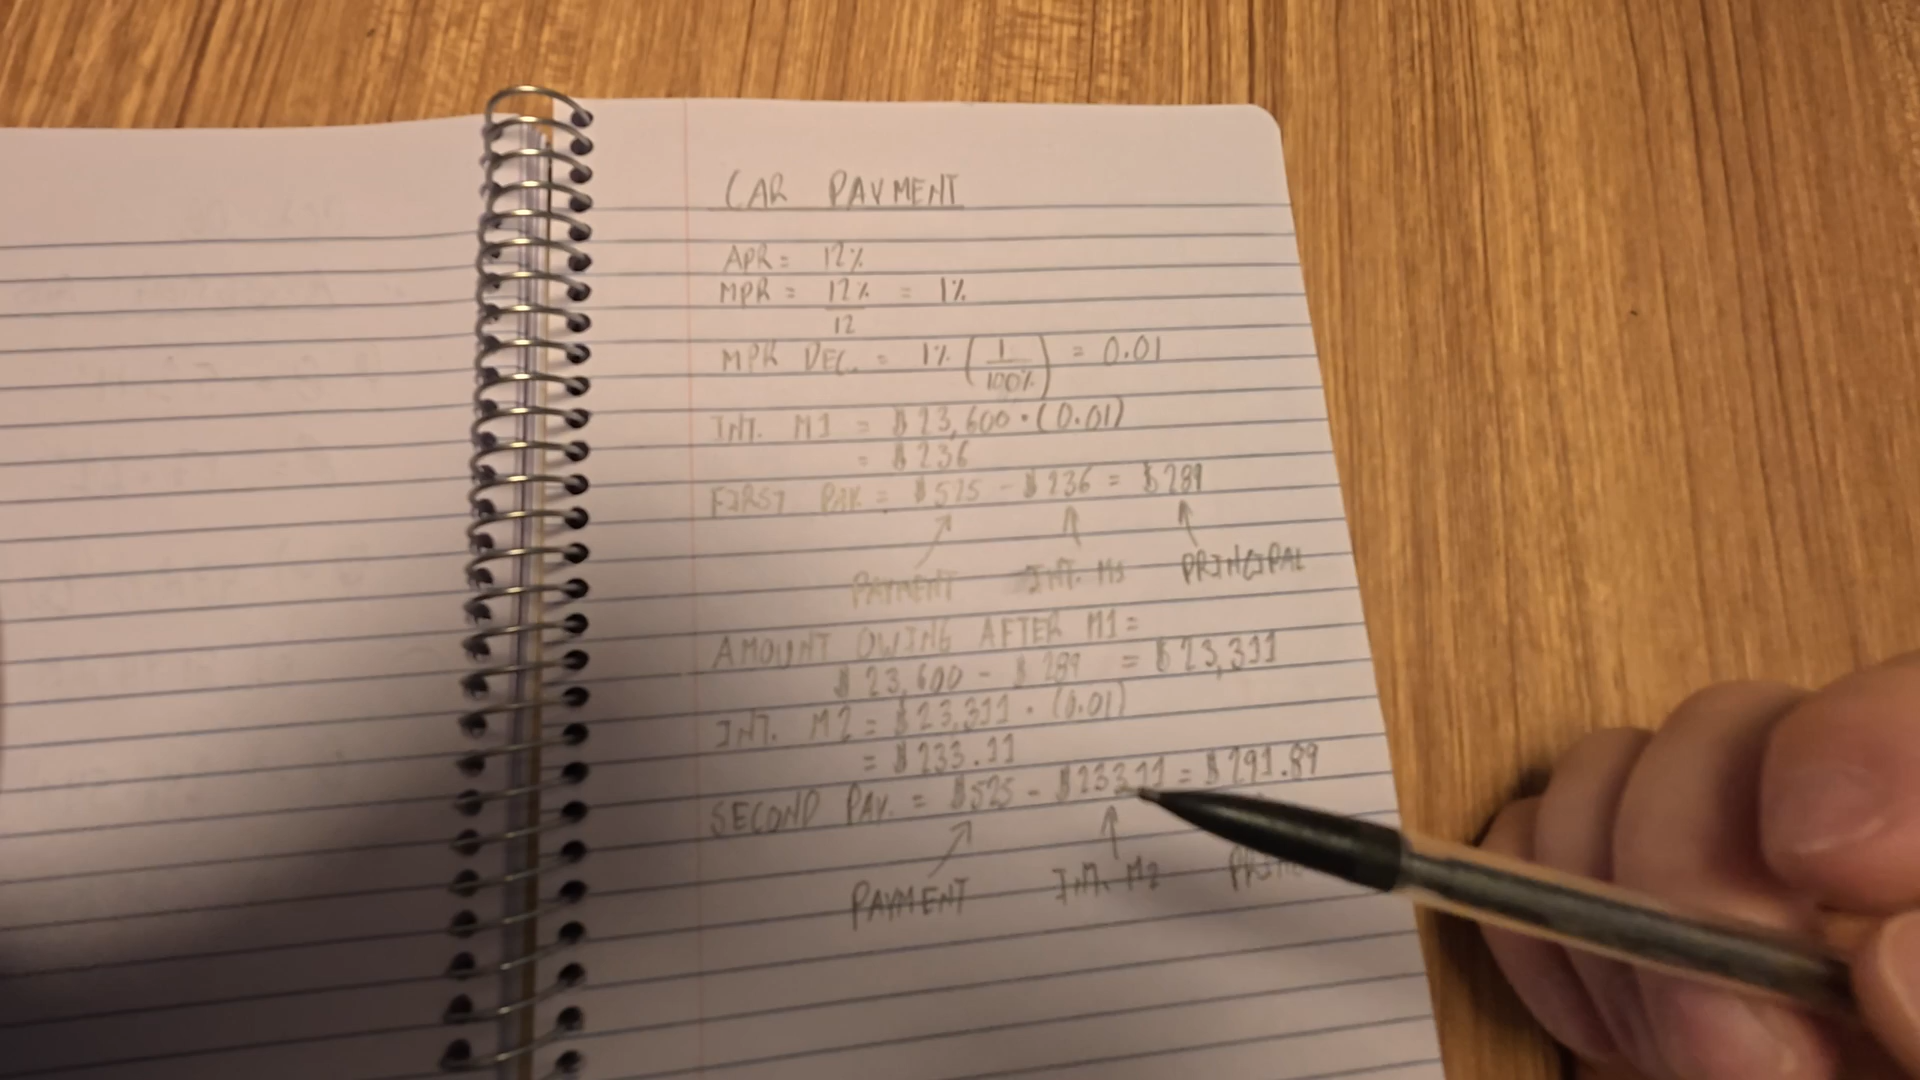 CAR PAYMENT
APR = 12%
MPR = 12% = 1%
12
MPR DEC. = 1% (1/100%) = 0.01
INT. M1 = $23,600 · (0.01)
= $236
FIRST PAY. = $525 - $236 = $289
PAYMENT INT. M1 PRINCIPAL
AMOUNT OWING AFTER M1 =
$23,600 - $289 = $23,311
INT. M2 = $23,311 · (0.01)
= $233.11
SECOND PAY. = $525 - $233.11 = $291.89
PAYMENT INT. M2